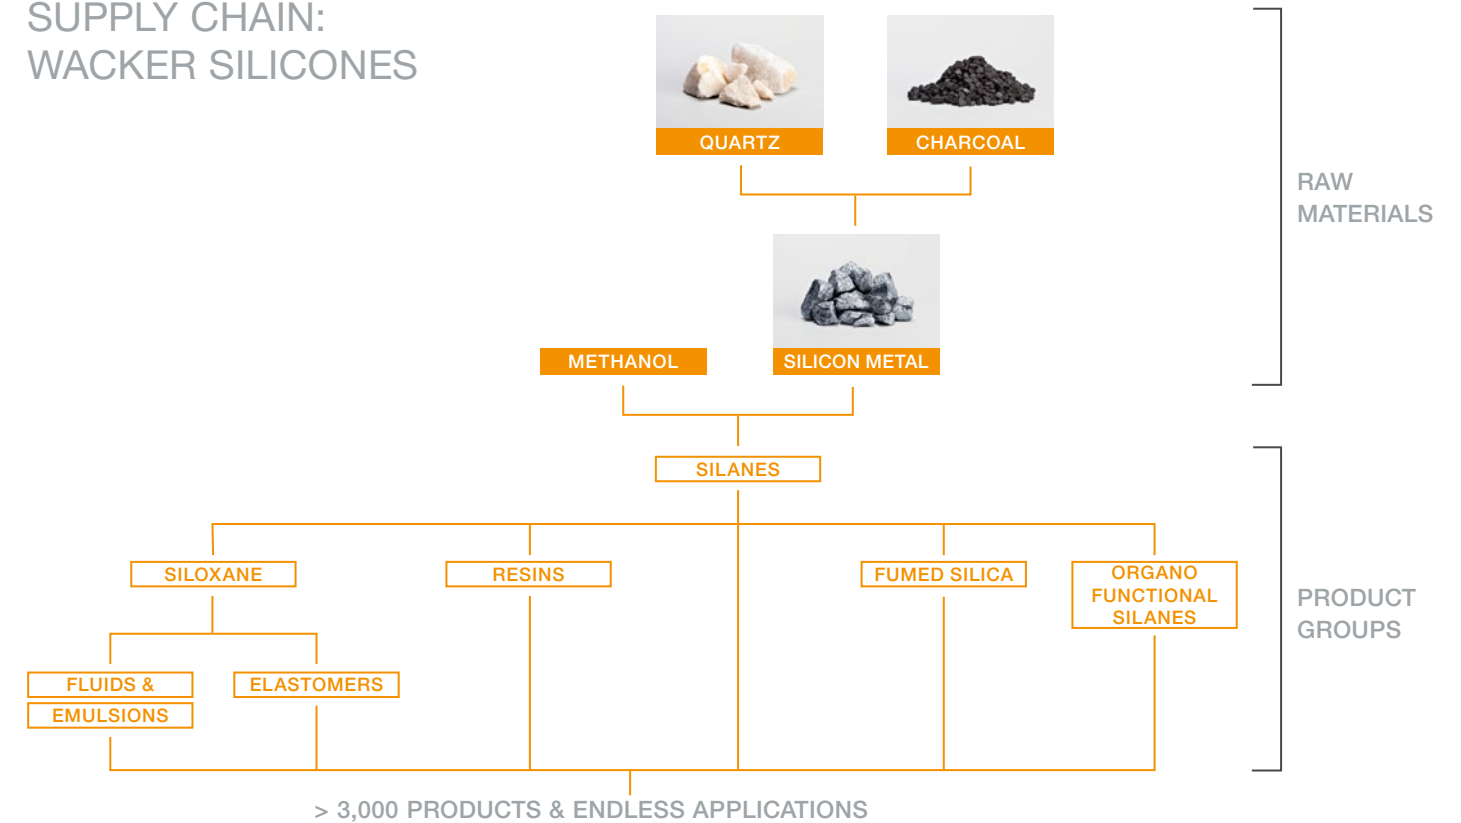 SUPPLY CHAIN:
WACKER SILICONES
QUARTZ
CHARCOAL
RAW
MATERIALS
METHANOL
SILICON METAL
SILANES
SILOXANE
RESINS
FUMED SILICA
ORGANO
FUNCTIONAL
SILANES
PRODUCT
GROUPS
FLUIDS &
EMULSIONS
ELASTOMERS
> 3,000 PRODUCTS & ENDLESS APPLICATIONS